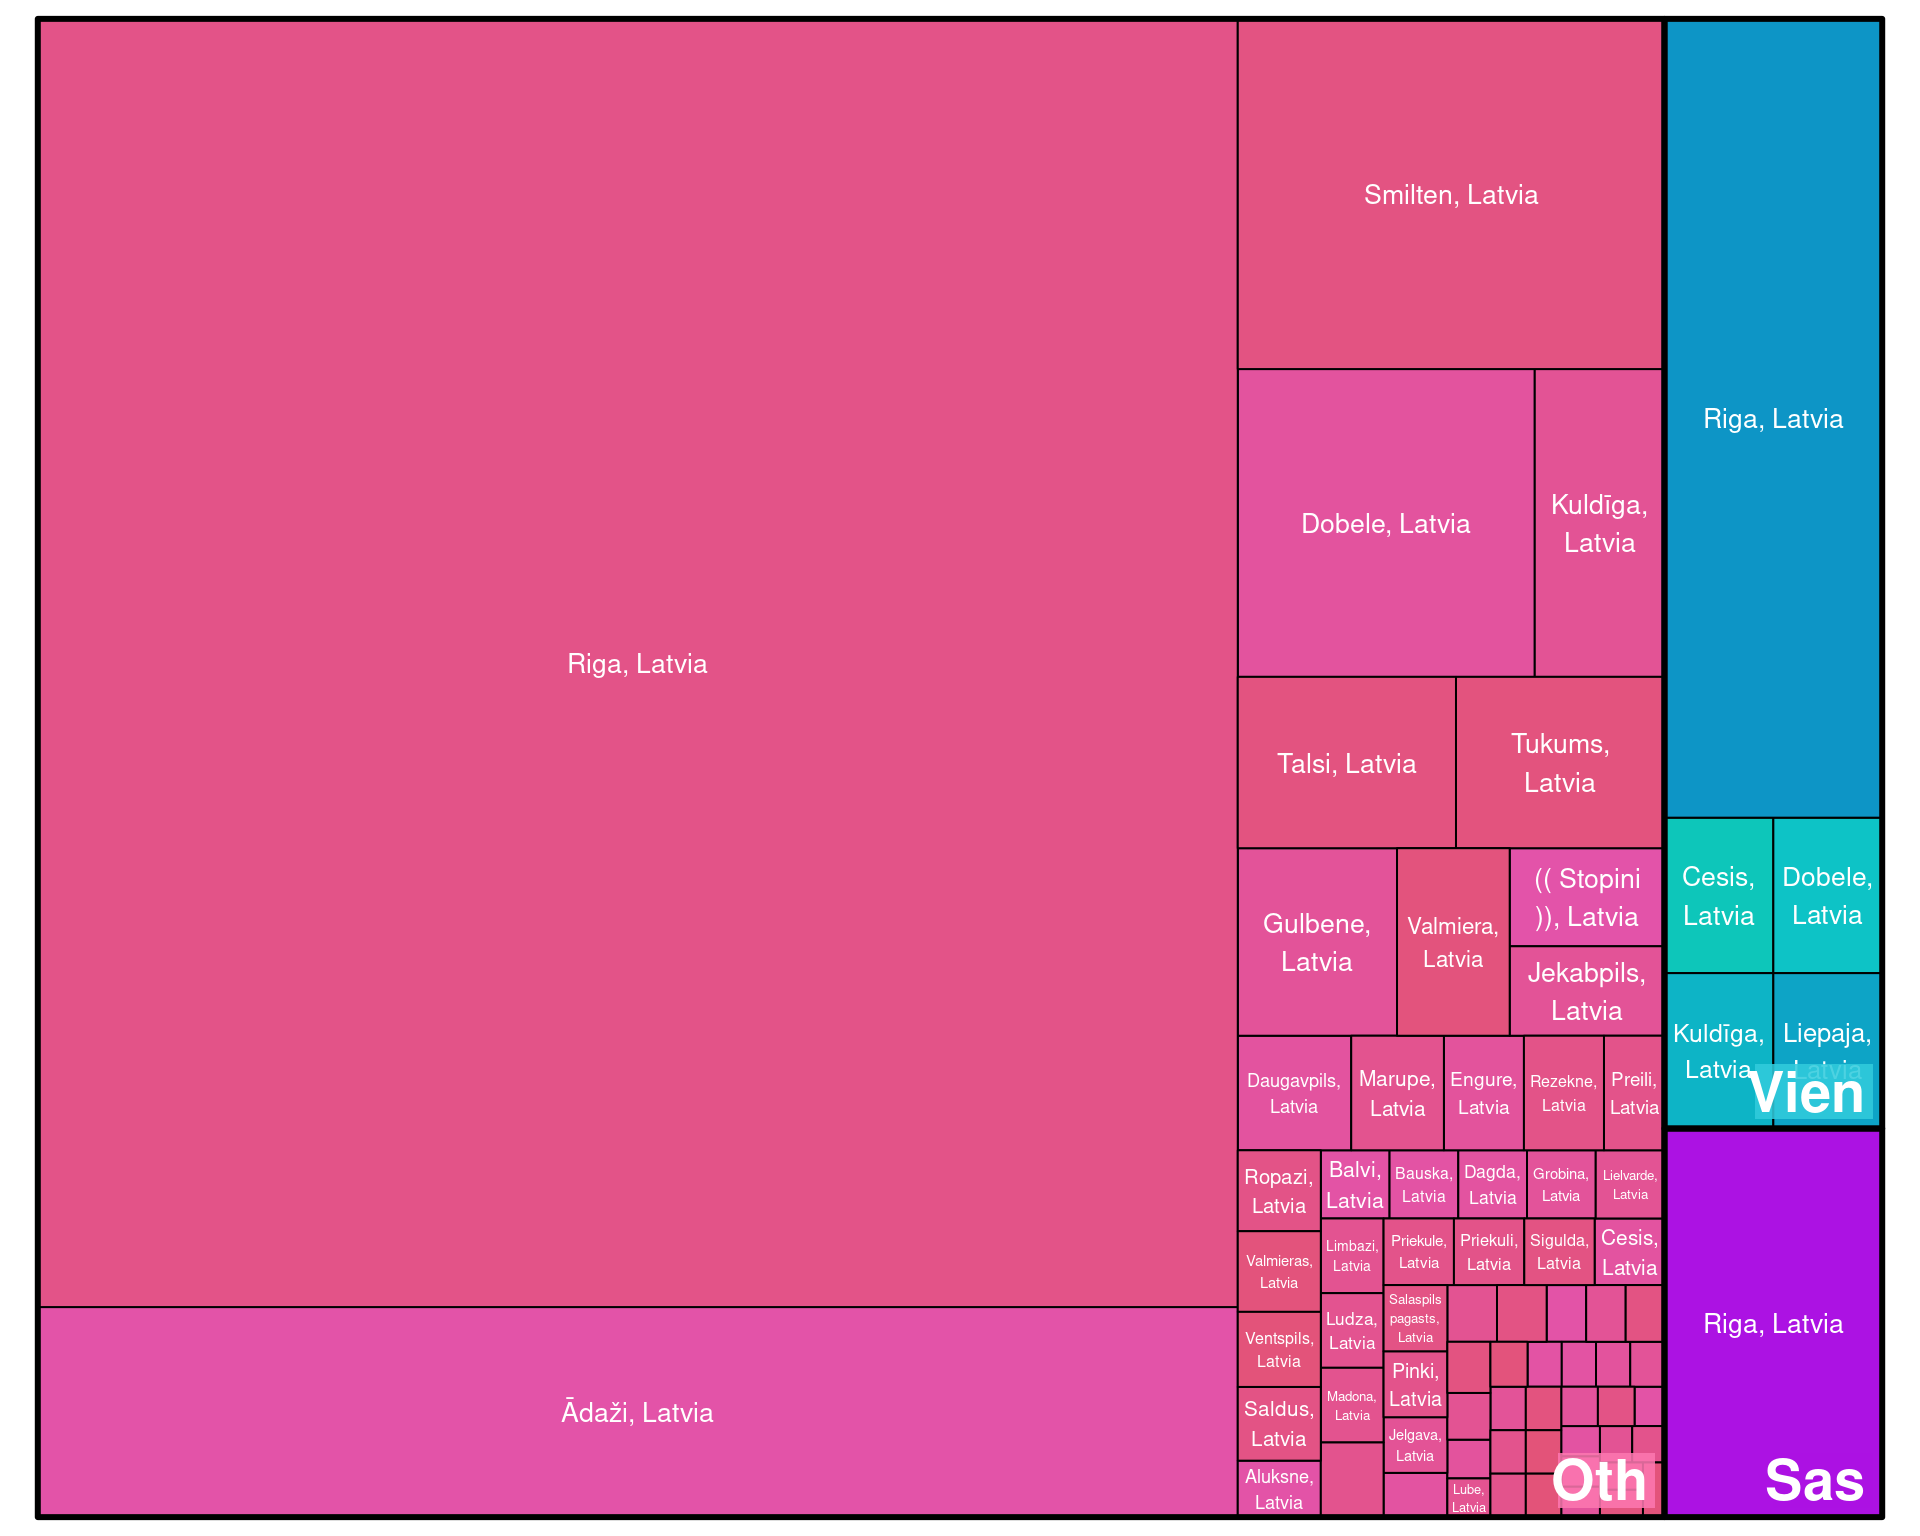 Riga, Latvia
Ādaži, Latvia
Smilten, Latvia
Dobele, Latvia
Kuldīga,
Latvia
Talsi, Latvia
Tukums,
Latvia
Gulbene,
Latvia
Valmiera,
Latvia
(( Stopini
)), Latvia
Jekabpils,
Latvia
Daugavpils,
Latvia
Marupe,
Latvia
Engure,
Latvia
Rezekne,
Latvia
Preili,
Latvia
Ropazi,
Latvia
Valmieras,
Latvia
Ventspils,
Latvia
Saldus,
Latvia
Aluksne,
Latvia
Balvi,
Latvia
Bauska,
Latvia
Dagda,
Latvia
Grobina,
Latvia
Lielvarde,
Latvia
Limbazi,
Latvia
Ludza,
Latvia
Madona,
Latvia
Priekule,
Latvia
Priekuli,
Latvia
Sigulda,
Latvia
Cesis,
Latvia
Salaspils
pagasts,
Latvia
Pinki,
Latvia
Jelgava,
Latvia
Lube,
Latvia
Oth
Riga, Latvia
Cesis,
Latvia
Dobele,
Latvia
Kuldīga,
Latvia
Liepaja,
Latvia
Vien
Riga, Latvia
Sas